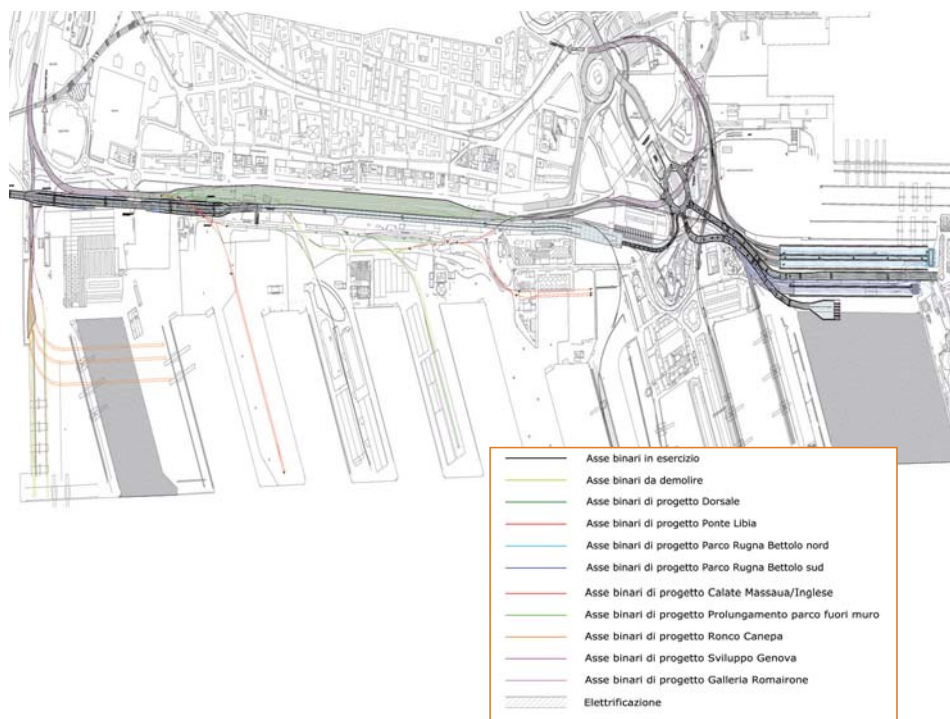 Asse binari in esercizio
Asse binari da demolire
Asse binari di progetto Dorsale
Asse binari di progetto Ponte Libia
Asse binari di progetto Parco Rugna Bettolo nord
Asse binari di progetto Parco Rugna Bettolo sud
Asse binari di progetto Calate Massaua/Inglese
Asse binari di progetto Prolungamento parco fuori muro
Asse binari di progetto Ronco Canepa
Asse binari di progetto Sviluppo Genova
Asse binari di progetto Galleria Romairone
Elettrificazione